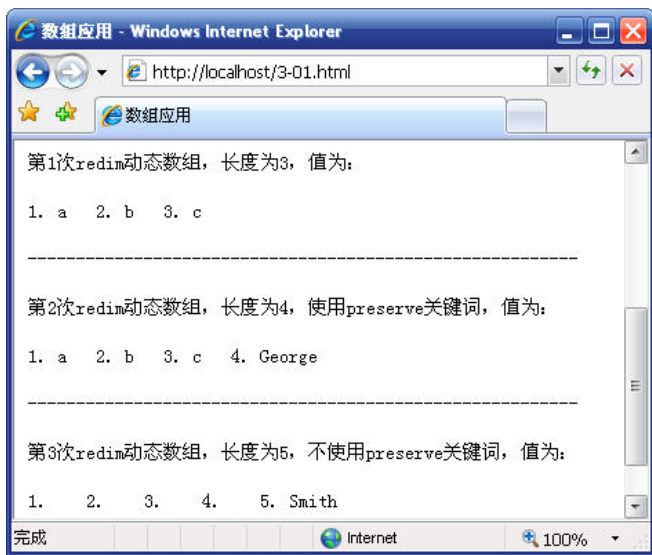 数组应用 - Windows Internet Explorer
http://localhost/3-01.html
数组应用
第1次redim动态数组，长度为3，值为：
1. a 2. b 3. c
---------------------------------------------------------
第2次redim动态数组，长度为4，使用preserve关键词，值为：
1. a 2. b 3. c 4. George
---------------------------------------------------------
第3次redim动态数组，长度为5，不使用preserve关键词，值为：
1. 2. 3. 4. 5. Smith
完成 Internet 100%